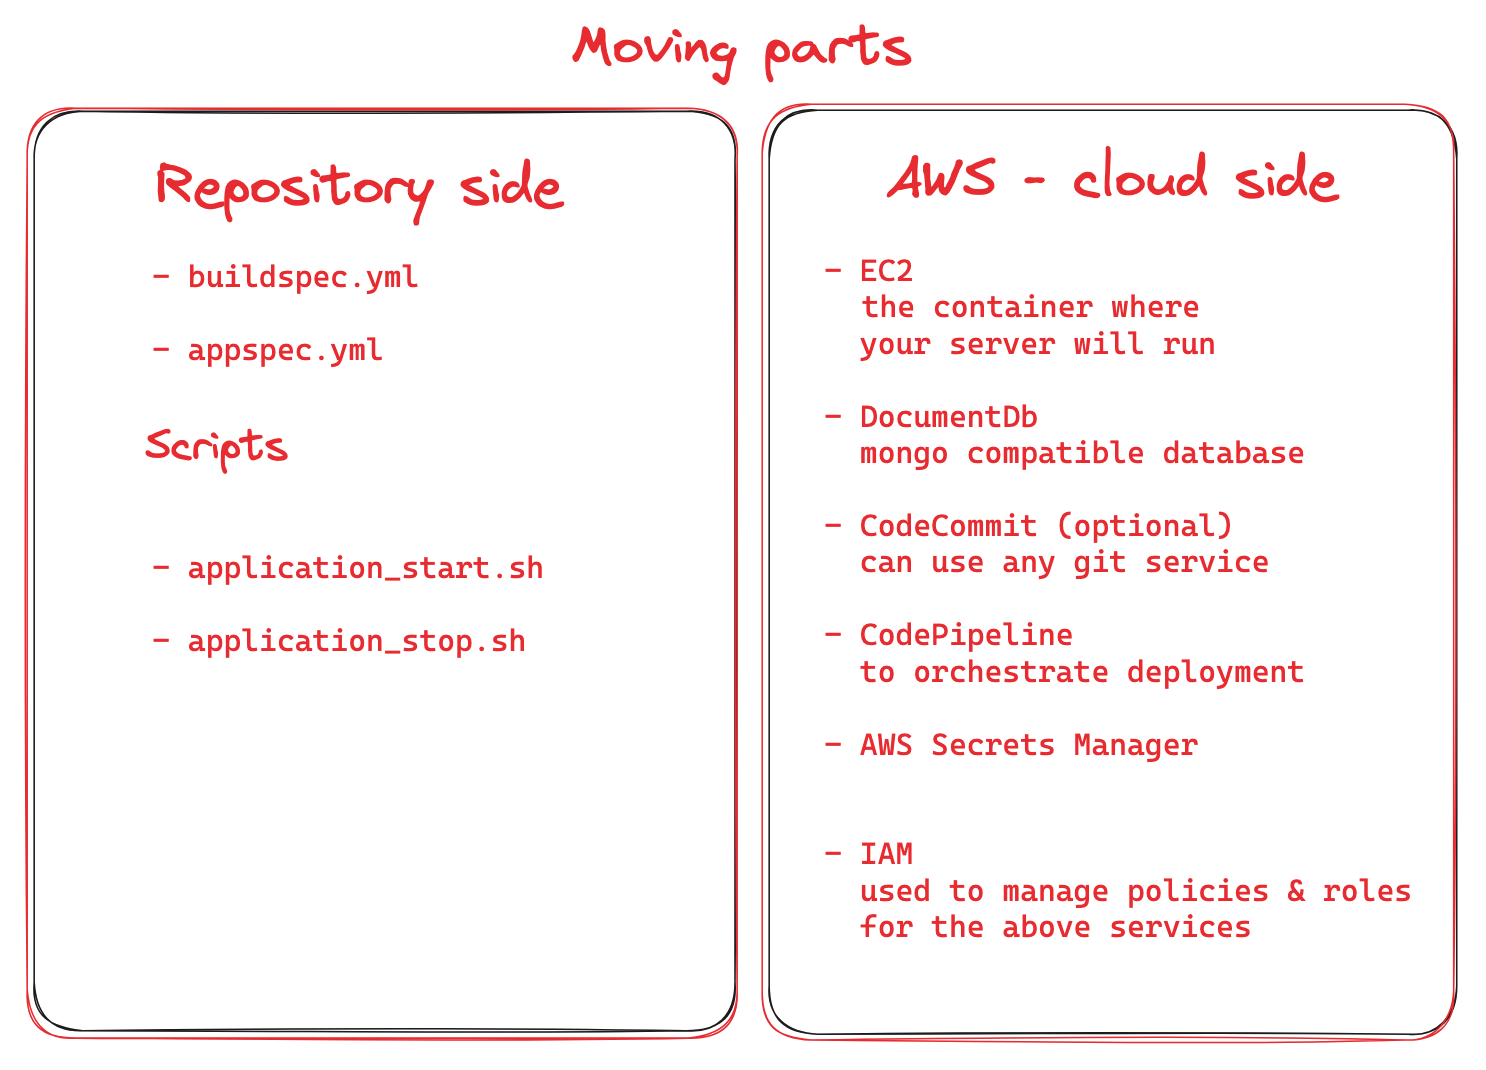 Moving parts
Repository side
- buildspec.yml
- appspec.yml
Scripts
- application_start.sh
- application_stop.sh
AWS - cloud side
- EC2
the container where
your server will run
- DocumentDb
mongo compatible database
- CodeCommit (optional)
can use any git service
- CodePipeline
to orchestrate deployment
- AWS Secrets Manager
- IAM
used to manage policies & roles
for the above services